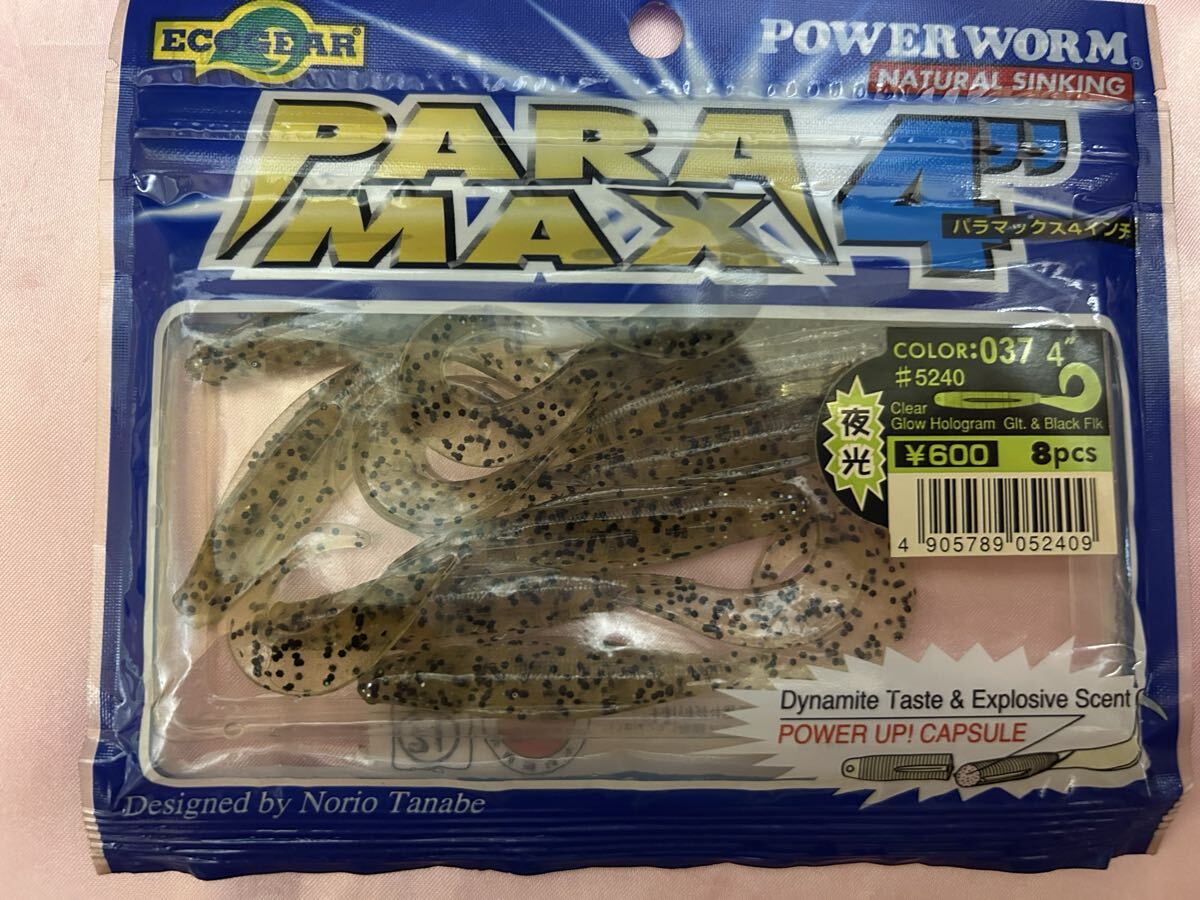 ECOGEAR®
POWER WORM®
NATURAL SINKING
PARA
MAX 4"
パラマックス4インチ
COLOR:037 4"
#5240
夜光
Clear
Glow Hologram Glt. & Black Flk
¥600 8pcs
4 905789 052409
Dynamite Taste & Explosive Scent
POWER UP! CAPSULE
Designed by Norio Tanabe